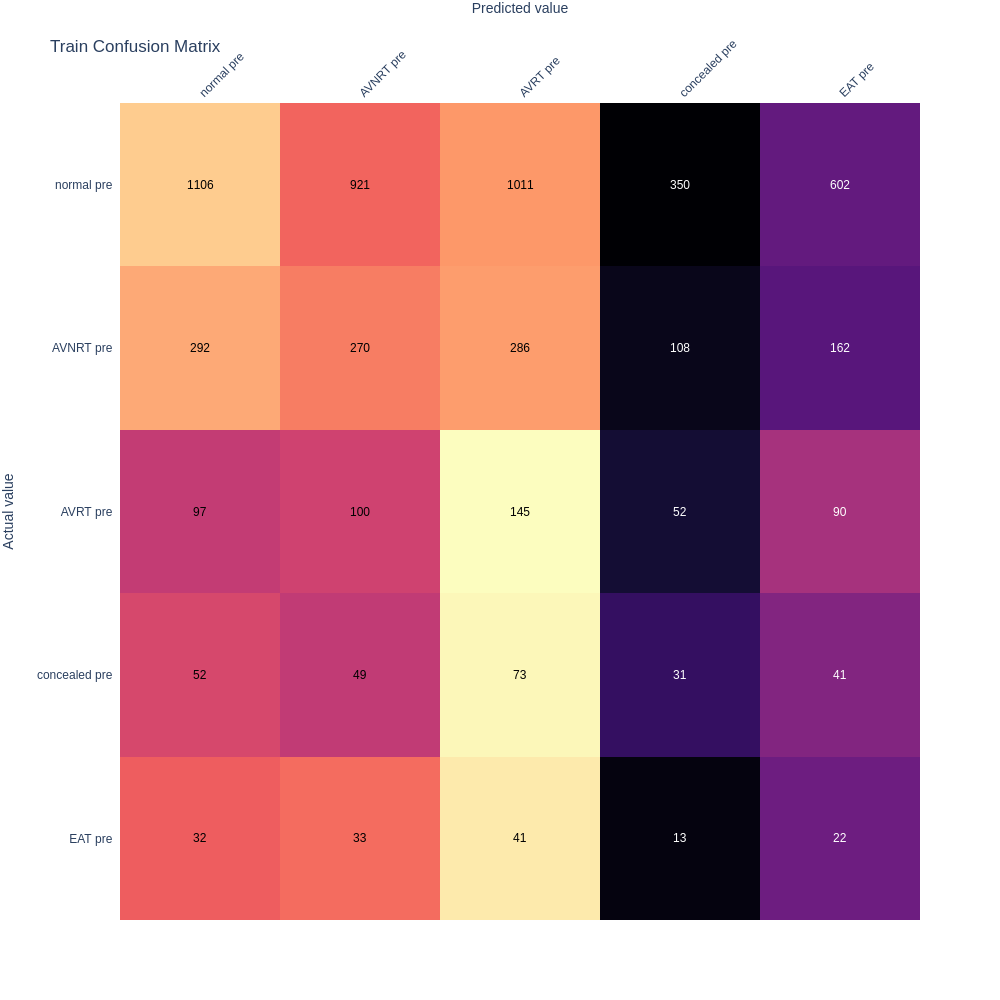 Predicted value
Train Confusion Matrix
normal pre AVNRT pre AVRT pre concealed pre EAT pre
normal pre 1106 921 1011 350 602
AVNRT pre 292 270 286 108 162
AVRT pre 97 100 145 52 90
concealed pre 52 49 73 31 41
EAT pre 32 33 41 13 22
Actual value